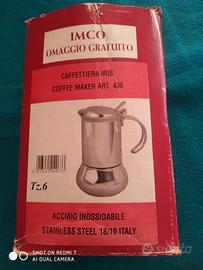 IMCO
OMAGGIO GRATUITO
CAFFETTIERA IRIS
COFFEE MAKER ART. 436
Tz.6
ACCIAIO INOSSIDABILE
STAINLESS STEEL 18/10 ITALY
SHOT ON REDMI 7
AI DUAL CAMERA
subito